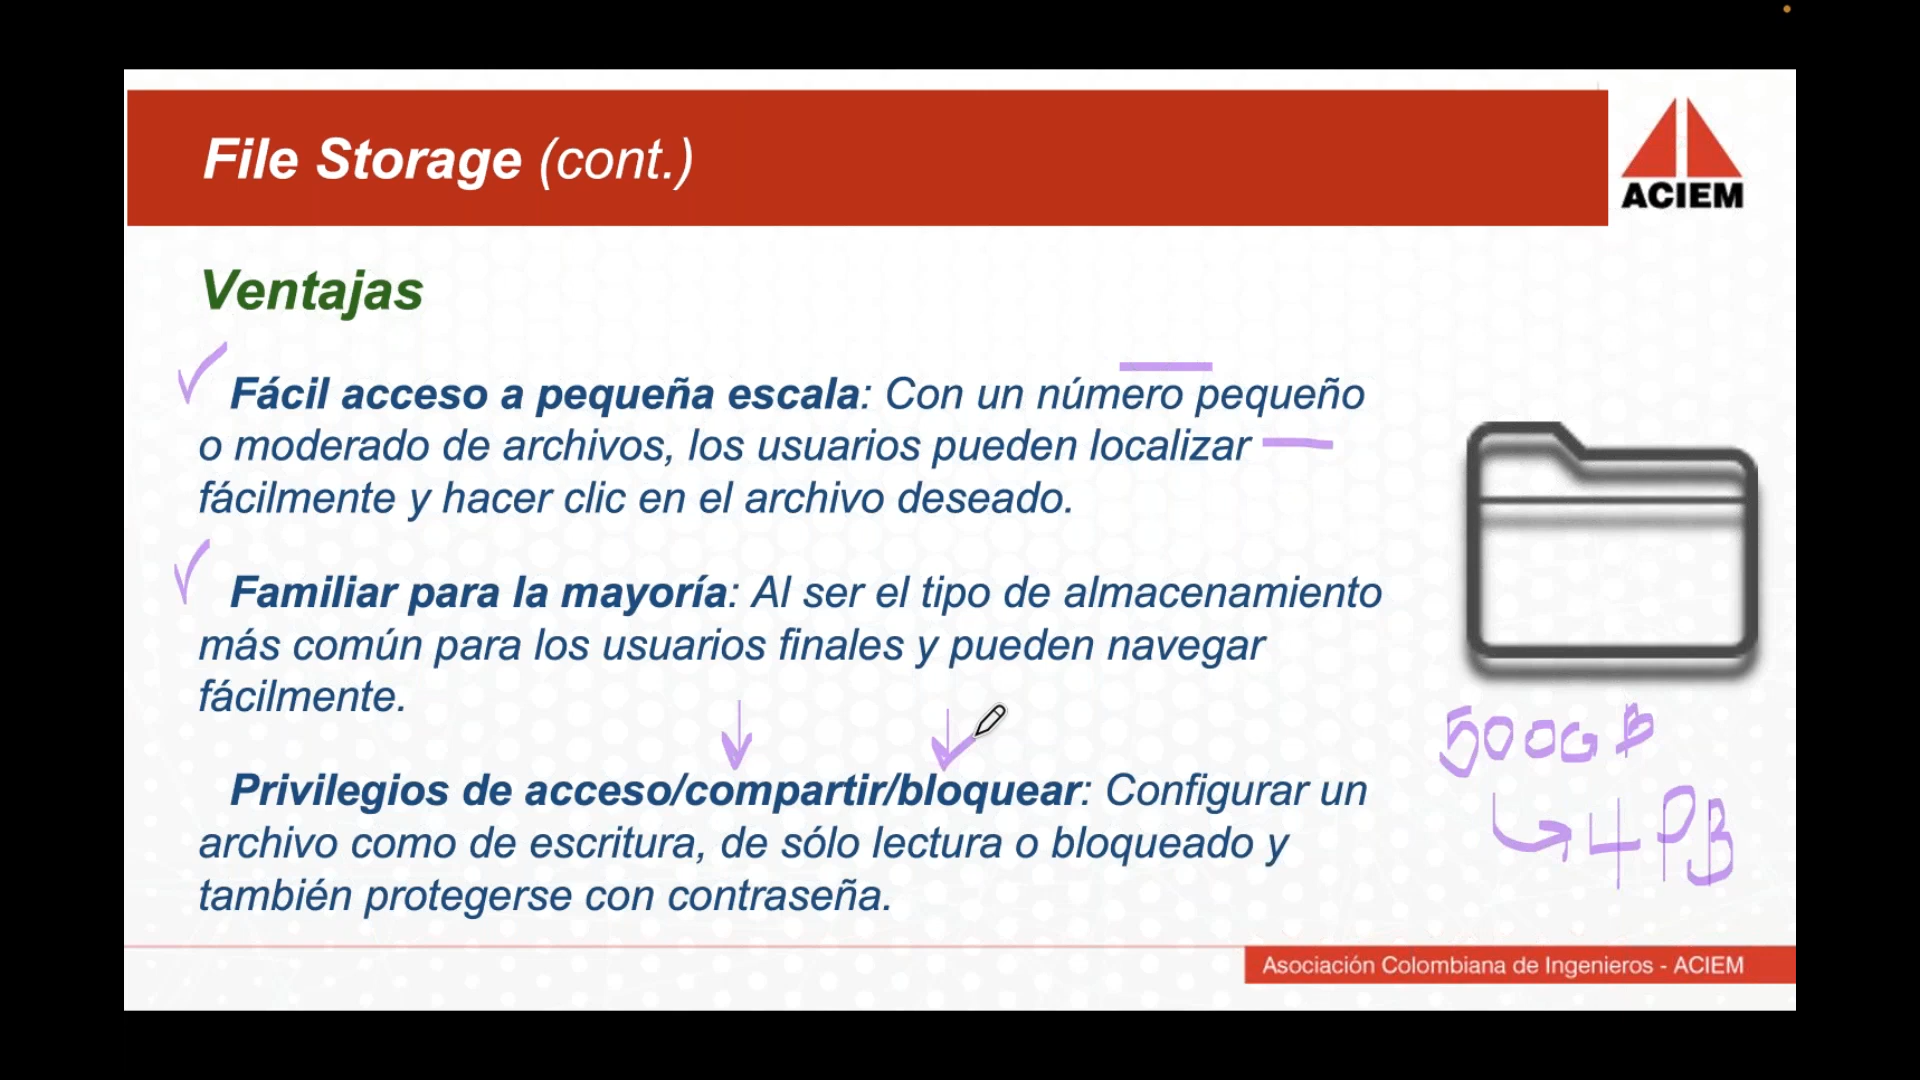 File Storage (cont.)
ACIEM
Ventajas
Fácil acceso a pequeña escala: Con un número pequeño
o moderado de archivos, los usuarios pueden localizar
fácilmente y hacer clic en el archivo deseado.
Familiar para la mayoría: Al ser el tipo de almacenamiento
más común para los usuarios finales y pueden navegar
fácilmente.
500GB
4PB
Privilegios de acceso/compartir/bloquear: Configurar un
archivo como de escritura, de sólo lectura o bloqueado y
también protegerse con contraseña.
Asociación Colombiana de Ingenieros - ACIEM